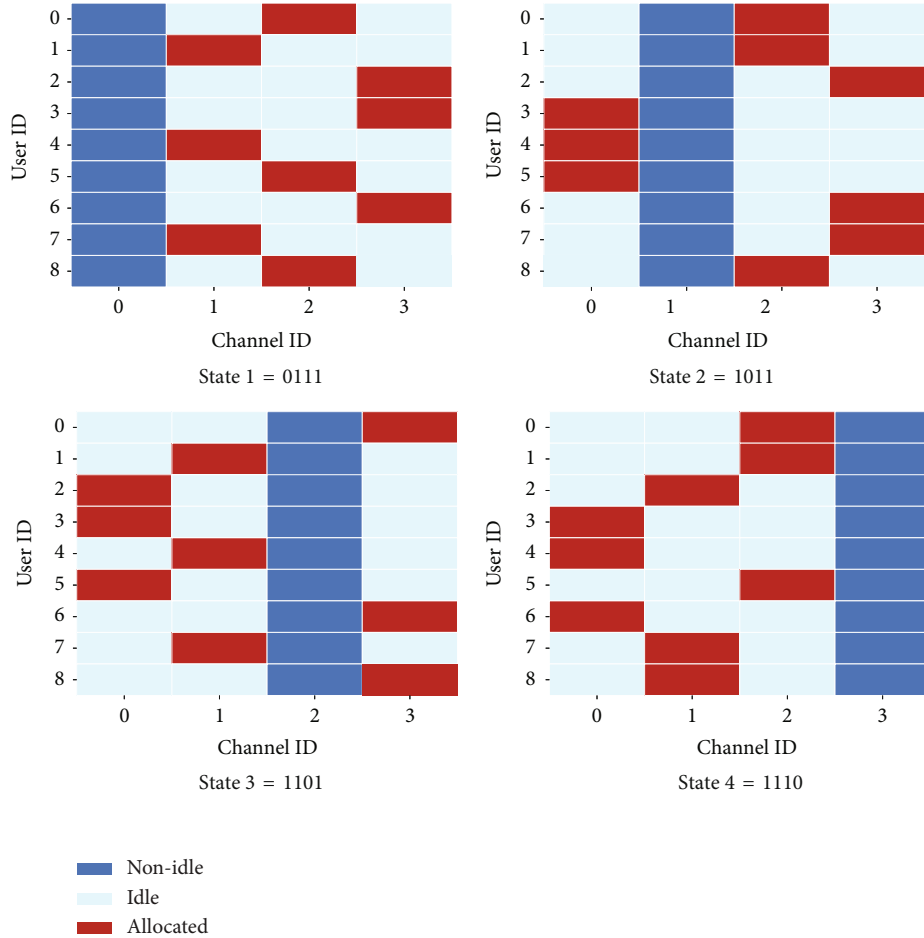 User ID
0
1
2
3
4
5
6
7
8
0 1 2 3
Channel ID
State 1 = 0111
User ID
0
1
2
3
4
5
6
7
8
0 1 2 3
Channel ID
State 2 = 1011
User ID
0
1
2
3
4
5
6
7
8
0 1 2 3
Channel ID
State 3 = 1101
User ID
0
1
2
3
4
5
6
7
8
0 1 2 3
Channel ID
State 4 = 1110
Non-idle
Idle
Allocated